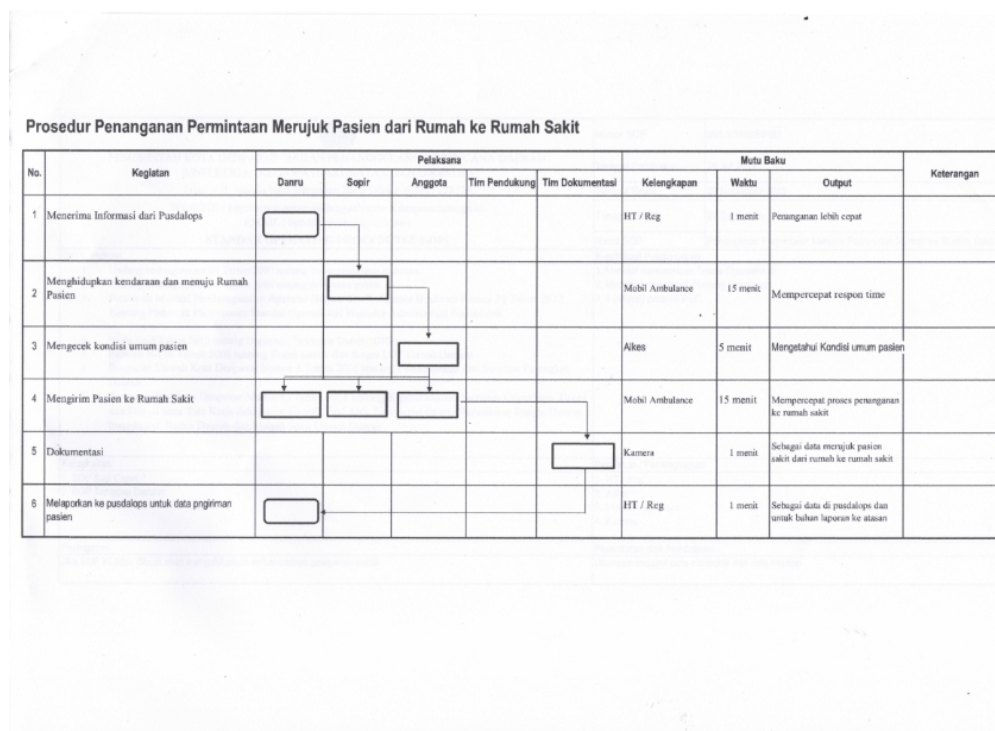 Prosedur Penanganan Permintaan Merujuk Pasien dari Rumah ke Rumah Sakit
No. Kegiatan Pelaksana Mutu Baku Keterangan
Danru Sopir Anggota Tim Pendukung Tim Dokumentasi Kelengkapan Waktu Output
1 Menerima Informasi dari Pusdalops HT / Reg 1 menit Penanganan lebih cepat
2 Menghidupkan kendaraan dan menuju Rumah
Pasien Mobil Ambulance 15 menit Mempercepat respon time
3 Mengecek kondisi umum pasien Alkes 5 menit Mengetahui Kondisi umum pasien
4 Mengirim Pasien ke Rumah Sakit Mobil Ambulance 15 menit Mempercepat proses penanganan
ke rumah sakit
5 Dokumentasi Kamera 1 menit Sebagai data merujuk pasien
sakit dari rumah ke rumah sakit
6 Melaporkan ke pusdalops untuk data pngiriman
pasien HT / Reg 1 menit Sebagai data di pusdalops dan
untuk bahan laporan ke atasan